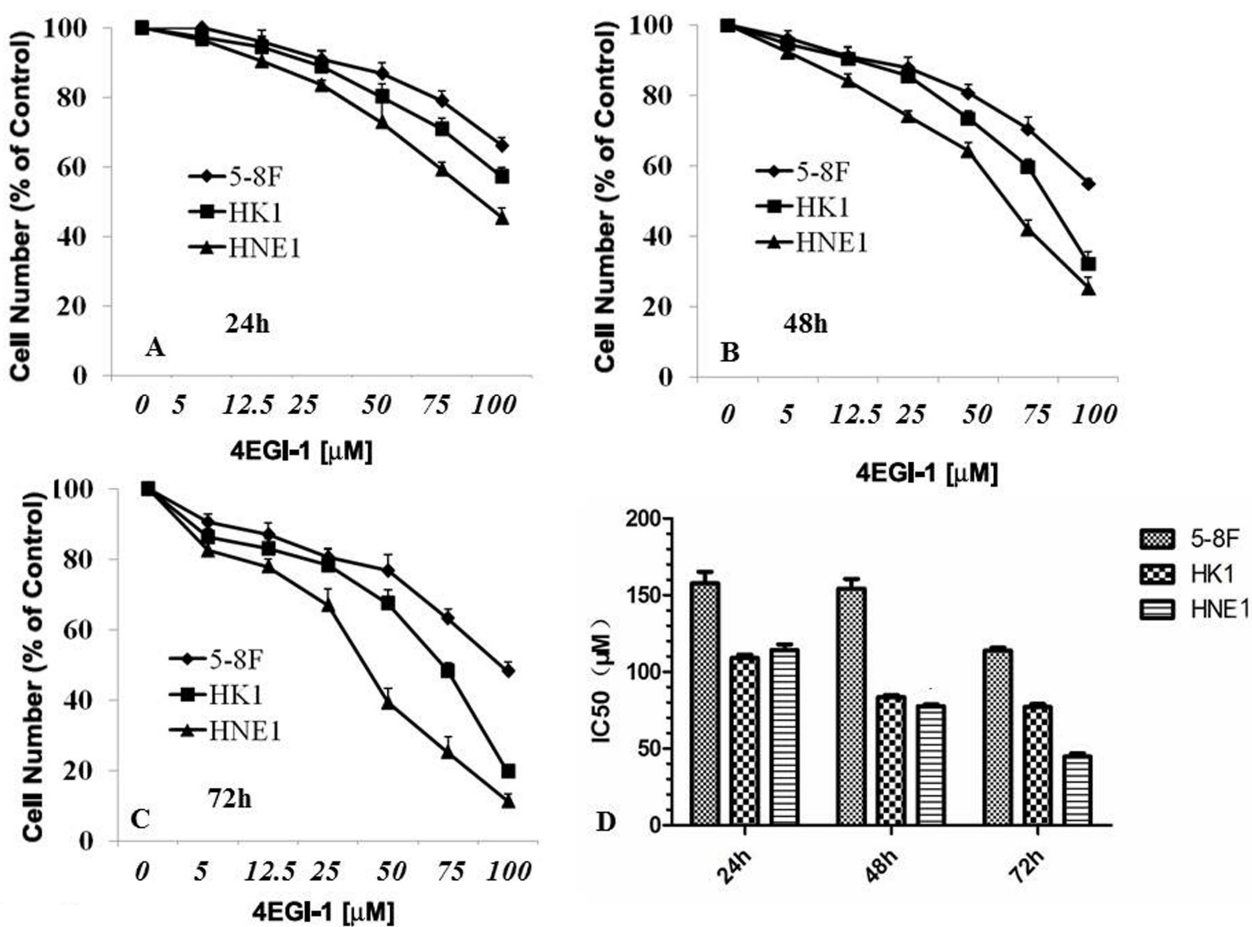 Cell Number (% of Control)
100
80
60
40
20
0
5-8F
HK1
HNE1
24h
A
0 5 12.5 25 50 75 100
4EGI-1 [μM]
Cell Number (% of Control)
100
80
60
40
20
0
5-8F
HK1
HNE1
48h
B
0 5 12.5 25 50 75 100
4EGI-1 [μM]
Cell Number (% of Control)
100
80
60
40
20
0
5-8F
HK1
HNE1
72h
C
0 5 12.5 25 50 75 100
4EGI-1 [μM]
IC50 (μM)
200
150
100
50
0
5-8F
HK1
HNE1
D
24h 48h 72h